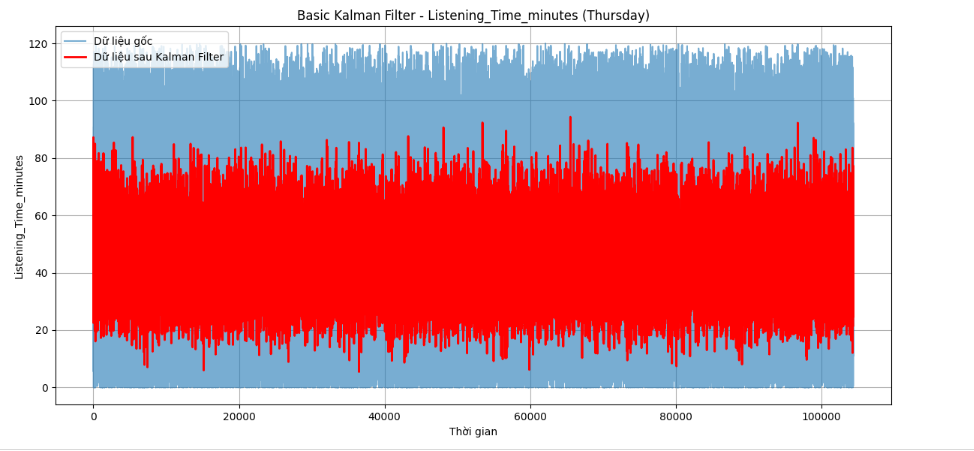 Basic Kalman Filter - Listening_Time_minutes (Thursday)
Dữ liệu gốc
Dữ liệu sau Kalman Filter
120
100
80
60
40
20
0
Listening_Time_minutes
0 20000 40000 60000 80000 100000
Thời gian